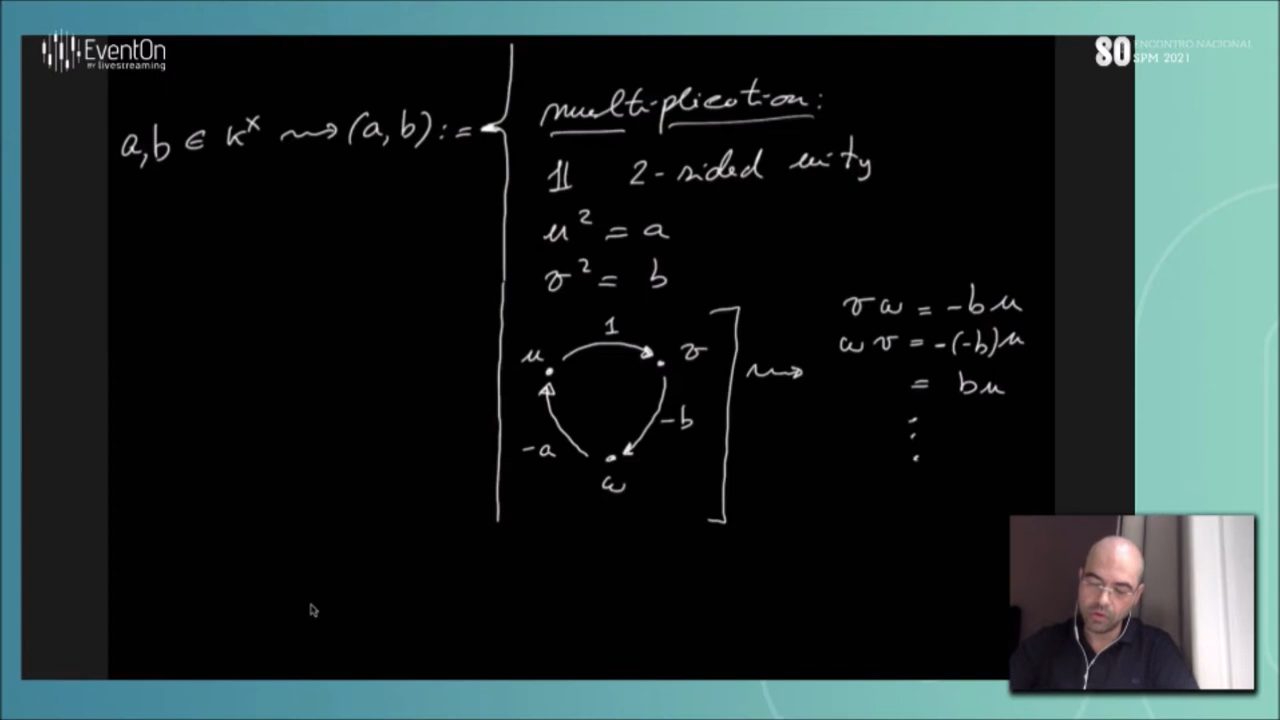 EventOn
BY livestreaming
80 ENCONTRO NACIONAL
SPM 2021
a,b ∈ K^× ⇝ (a,b) :=
multiplication:
𝟙 2-sided unity
u² = a
v² = b
1
u v
-a -b
w
⇝
vw = -bu
wv = -(-b)u
= bu
⋮